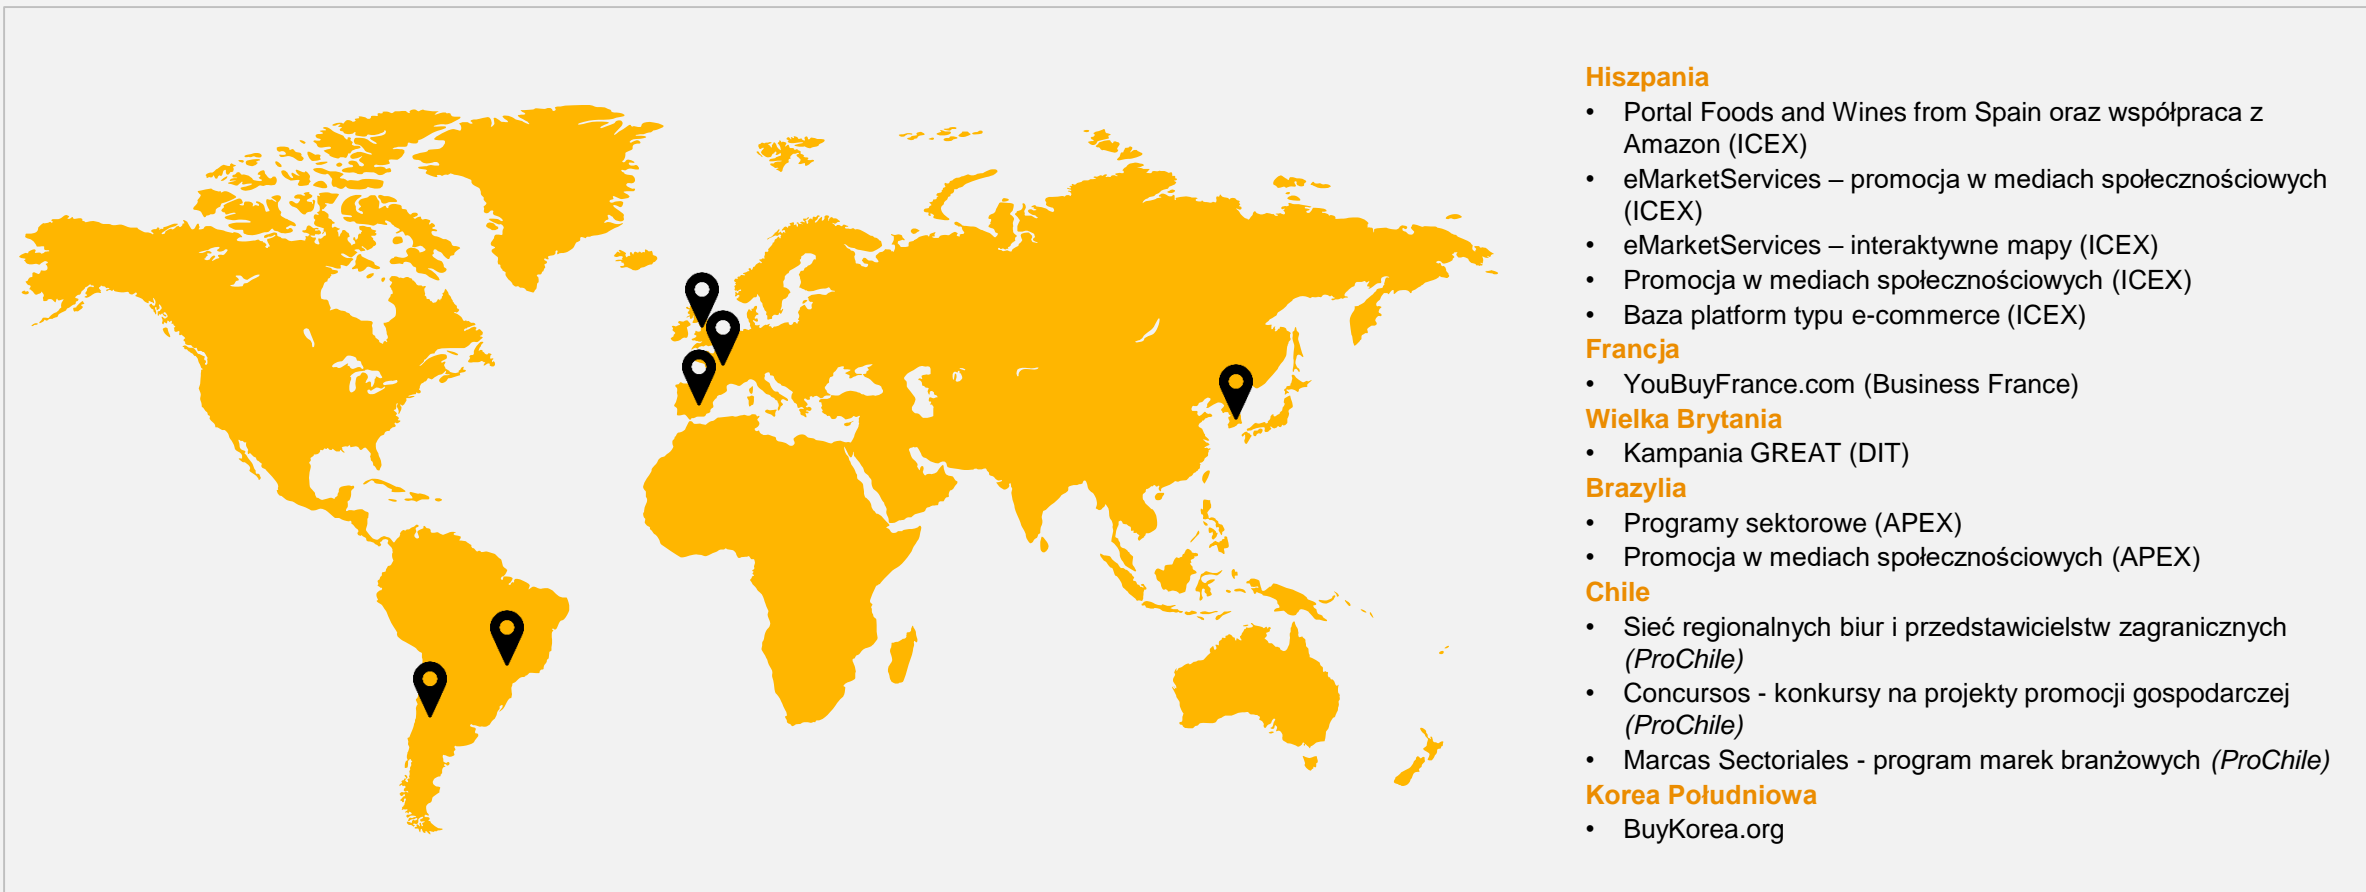 Hiszpania
• Portal Foods and Wines from Spain oraz współpraca z
Amazon (ICEX)
• eMarketServices – promocja w mediach społecznościowych
(ICEX)
• eMarketServices – interaktywne mapy (ICEX)
• Promocja w mediach społecznościowych (ICEX)
• Baza platform typu e-commerce (ICEX)
Francja
• YouBuyFrance.com (Business France)
Wielka Brytania
• Kampania GREAT (DIT)
Brazylia
• Programy sektorowe (APEX)
• Promocja w mediach społecznościowych (APEX)
Chile
• Sieć regionalnych biur i przedstawicielstw zagranicznych
(ProChile)
• Concursos - konkursy na projekty promocji gospodarczej
(ProChile)
• Marcas Sectoriales - program marek branżowych (ProChile)
Korea Południowa
• BuyKorea.org